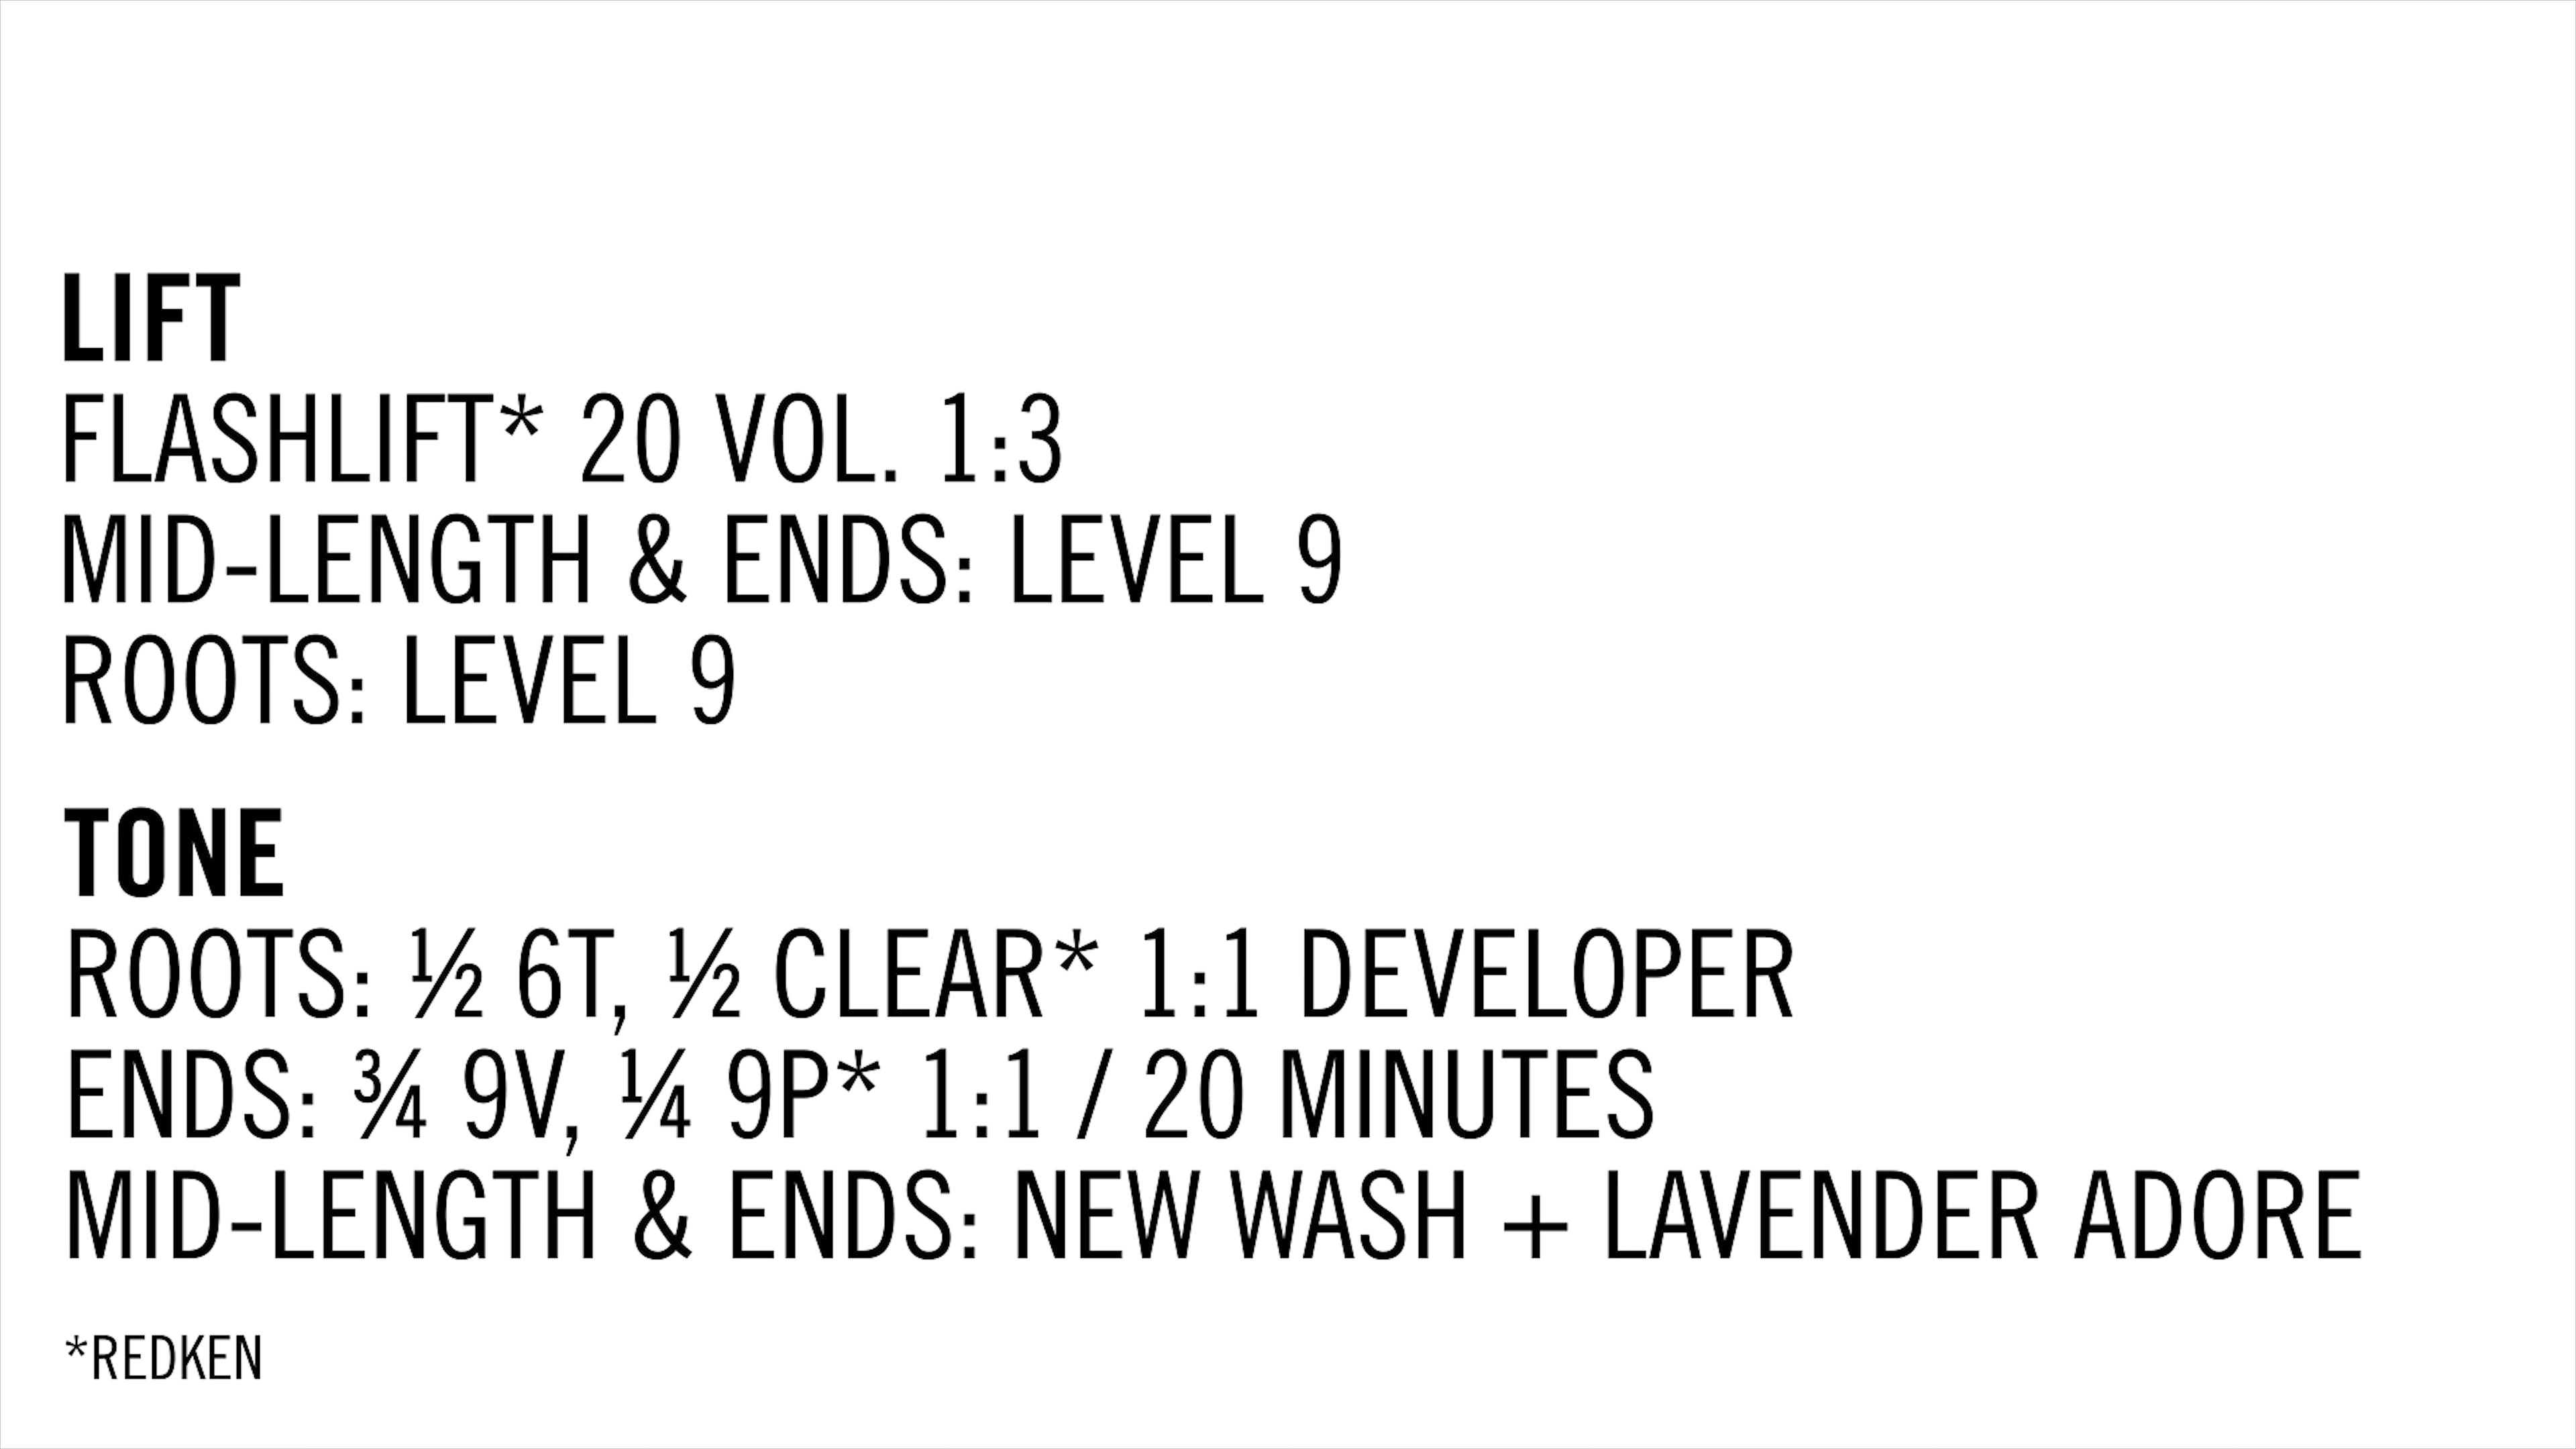 LIFT
FLASHLIFT* 20 VOL. 1:3
MID-LENGTH & ENDS: LEVEL 9
ROOTS: LEVEL 9
TONE
ROOTS: ½ 6T, ½ CLEAR* 1:1 DEVELOPER
ENDS: ¾ 9V, ¼ 9P* 1:1 / 20 MINUTES
MID-LENGTH & ENDS: NEW WASH + LAVENDER ADORE
*REDKEN